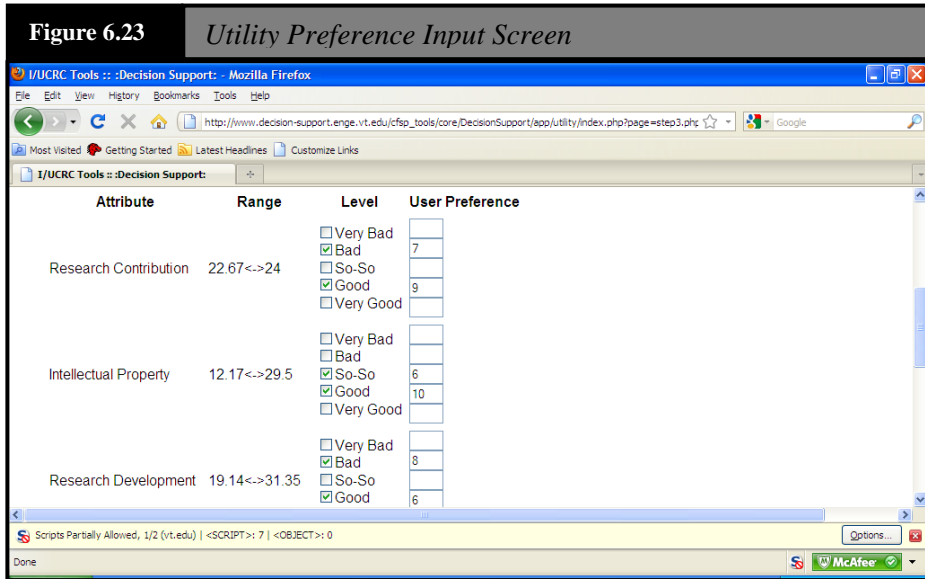 Figure 6.23 Utility Preference Input Screen
I/UCRC Tools :: :Decision Support: - Mozilla Firefox
File Edit View History Bookmarks Tools Help
http://www.decision-support.enge.vt.edu/cfsp_tools/core/DecisionSupport/app/utility/index.php?page=step3.php Google
Most Visited Getting Started Latest Headlines Customize Links
I/UCRC Tools :: :Decision Support:
Attribute Range Level User Preference
Very Bad
Bad 7
Research Contribution 22.67<->24 So-So
Good 9
Very Good
Very Bad
Bad
Intellectual Property 12.17<->29.5 So-So 6
Good 10
Very Good
Very Bad
Bad 8
Research Development 19.14<->31.35 So-So
Good 6
Scripts Partially Allowed, 1/2 (vt.edu) | <SCRIPT>: 7 | <OBJECT>: 0 Options...
Done McAfee